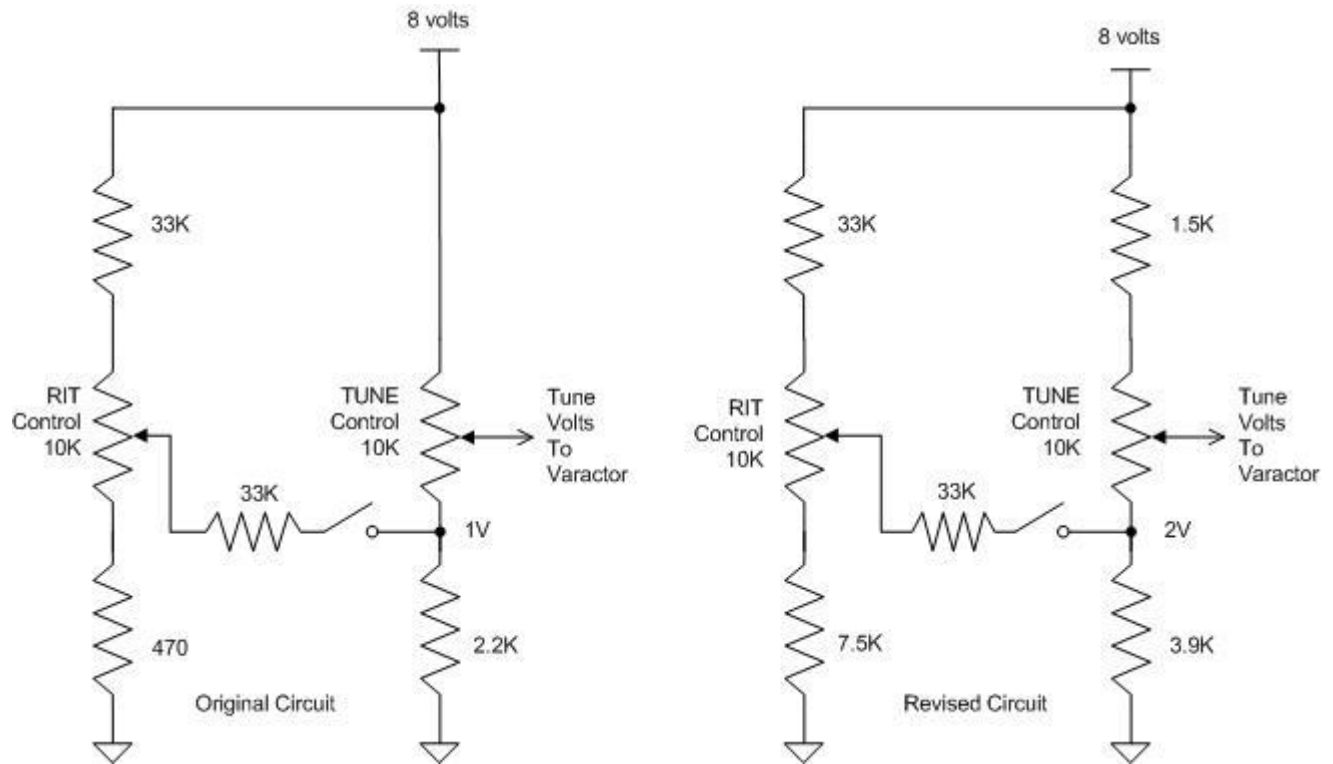 8 volts
33K
RIT
Control
10K
TUNE
Control
10K
Tune
Volts
To
Varactor
33K
1V
470
2.2K
Original Circuit
8 volts
33K
1.5K
RIT
Control
10K
TUNE
Control
10K
Tune
Volts
To
Varactor
33K
2V
7.5K
3.9K
Revised Circuit